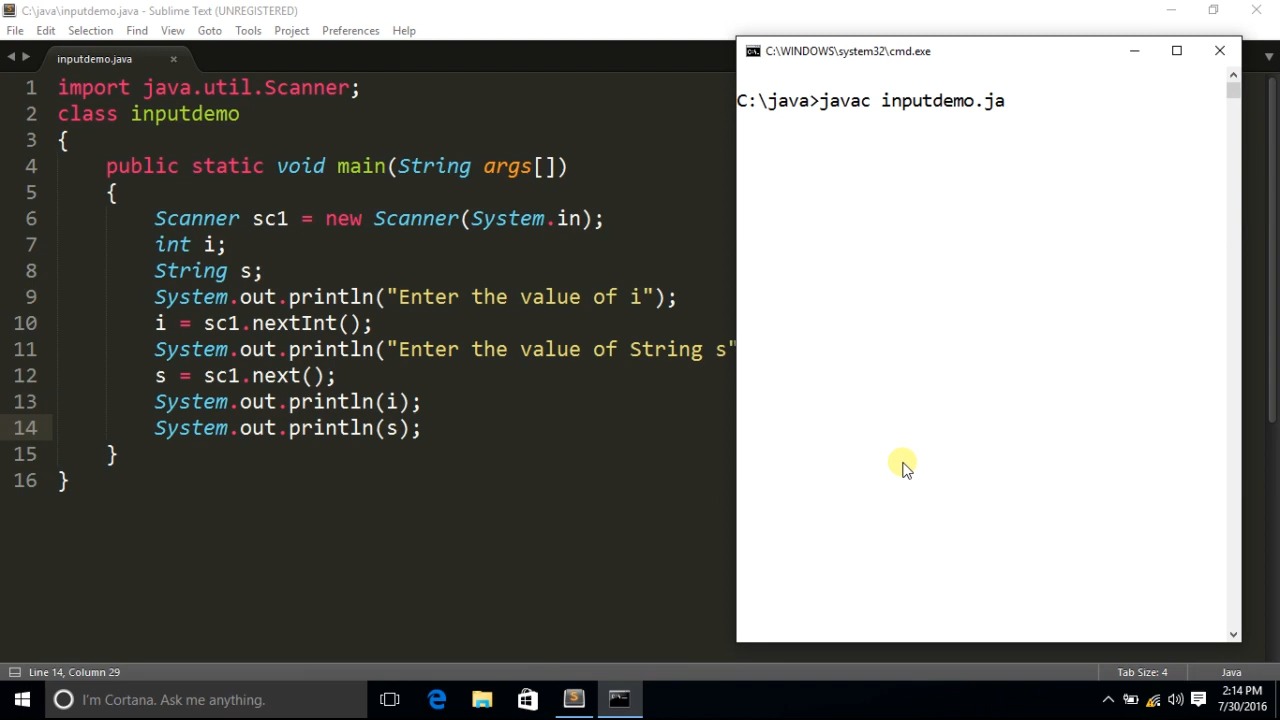 C:\java\inputdemo.java - Sublime Text (UNREGISTERED)
File Edit Selection Find View Goto Tools Project Preferences Help
inputdemo.java
1 import java.util.Scanner;
2 class inputdemo
3 {
4 public static void main(String args[])
5 {
6 Scanner sc1 = new Scanner(System.in);
7 int i;
8 String s;
9 System.out.println("Enter the value of i");
10 i = sc1.nextInt();
11 System.out.println("Enter the value of String s"
12 s = sc1.next();
13 System.out.println(i);
14 System.out.println(s);
15 }
16 }
C:\WINDOWS\system32\cmd.exe
C:\java>javac inputdemo.ja
Line 14, Column 29
Tab Size: 4
Java
I'm Cortana. Ask me anything.
2:14 PM
7/30/2016